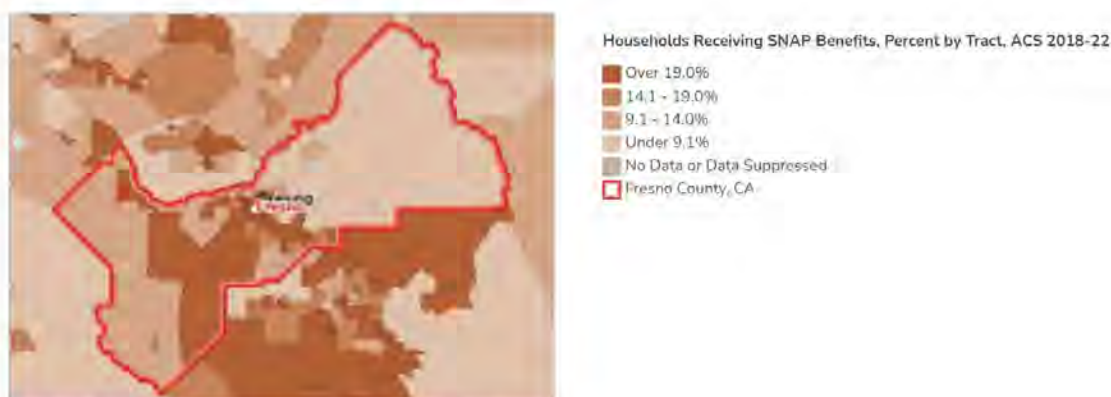 Households Receiving SNAP Benefits, Percent by Tract, ACS 2018-22
Over 19.0%
14.1 - 19.0%
9.1 - 14.0%
Under 9.1%
No Data or Data Suppressed
Fresno County, CA